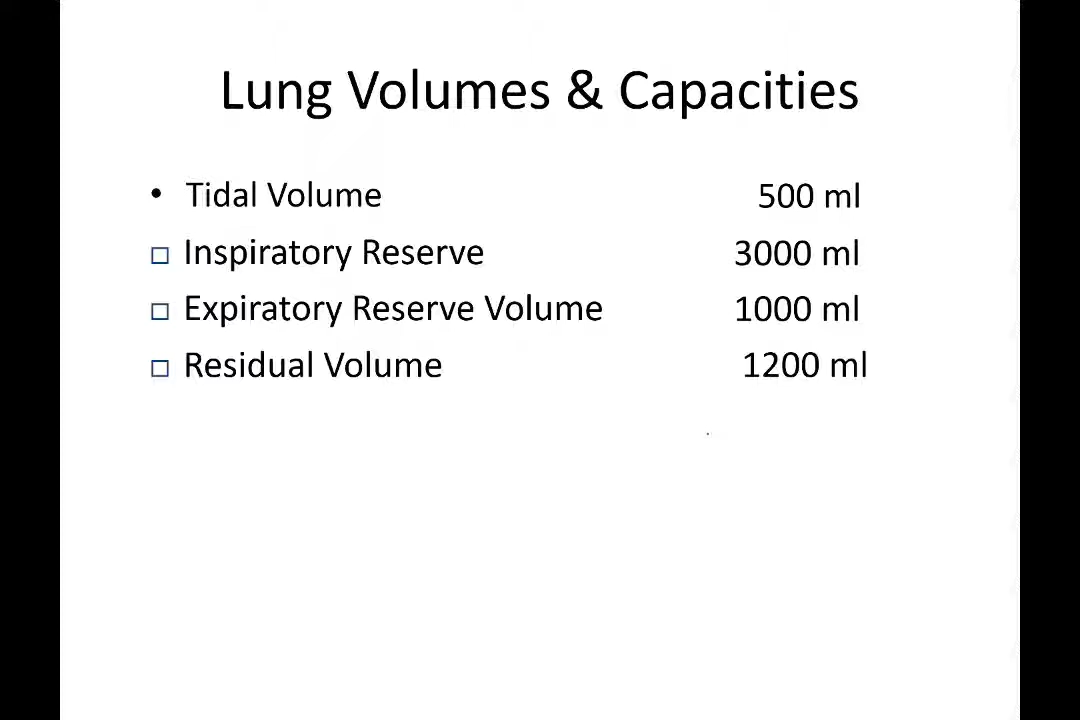 Lung Volumes & Capacities
• Tidal Volume 500 ml
□ Inspiratory Reserve 3000 ml
□ Expiratory Reserve Volume 1000 ml
□ Residual Volume 1200 ml